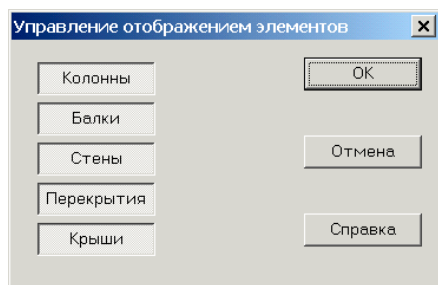 Управление отображением элементов
Колонны
Балки
Стены
Перекрытия
Крыши
OK
Отмена
Справка